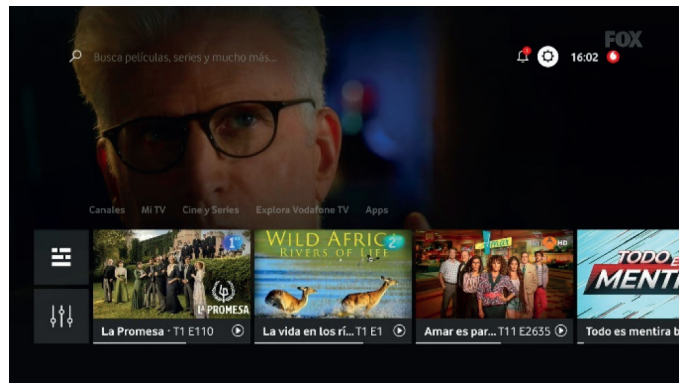 FOX
Busca películas, series y mucho más...
1
16:02
Canales Mi TV Cine y Series Explora Vodafone TV Apps
1
LA PROMESA
La Promesa · T1 E110
WILD AFRICA
RIVERS OF LIFE
2
La vida en los rí... T1 E1
HD
Amar es par... T11 E2635
TODO E
MENTI
Todo es mentira b